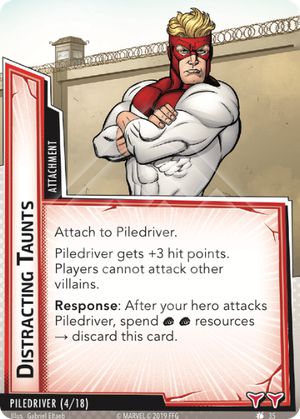 DISTRACTING TAUNTS
ATTACHMENT
Attach to Piledriver.
Piledriver gets +3 hit points.
Players cannot attack other
villains.
Response: After your hero attacks
Piledriver, spend resources
→ discard this card.
PILEDRIVER (4/18)
Illus. Gabriel Eltaeb
© MARVEL © 2019 FFG
35